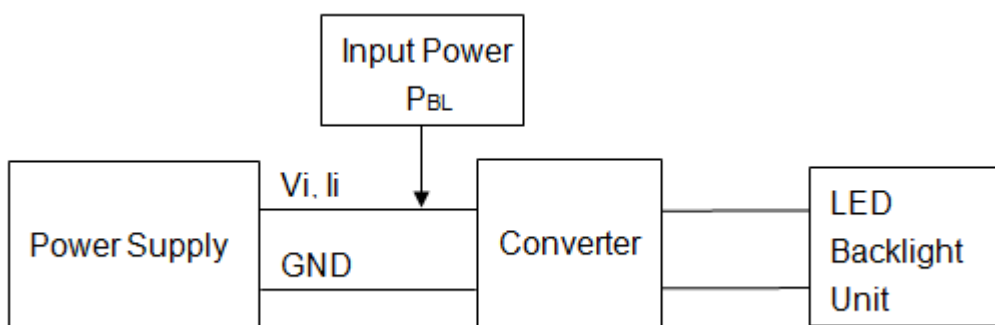 Input Power
PBL
Vi, Ii
Power Supply
GND
Converter
LED
Backlight
Unit